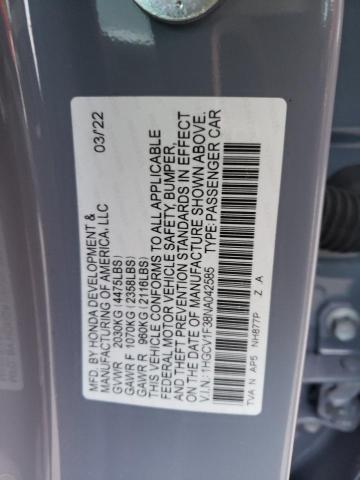 MFD. BY HONDA DEVELOPMENT & 03/22
MANUFACTURING OF AMERICA, LLC
GVWR 2030KG (4475LBS)
GAWR F 1070KG (2358LBS)
GAWR R 960KG (2116LBS)
THIS VEHICLE CONFORMS TO ALL APPLICABLE
FEDERAL MOTOR VEHICLE SAFETY, BUMPER,
AND THEFT PREVENTION STANDARDS IN EFFECT
ON THE DATE OF MANUFACTURE SHOWN ABOVE.
V.I.N.: 1HGCV1F38NA042585 TYPE:PASSENGER CAR
TVA N AP5 NH877P Z A